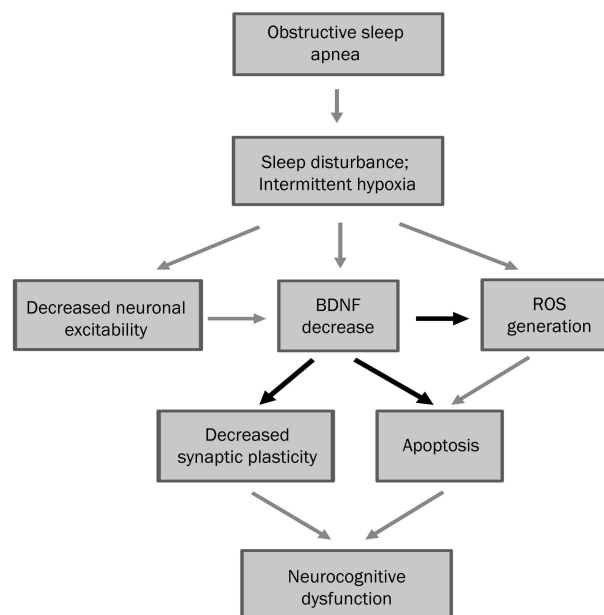 Obstructive sleep
apnea
Sleep disturbance;
Intermittent hypoxia
Decreased neuronal
excitability
BDNF
decrease
ROS
generation
Decreased
synaptic plasticity
Apoptosis
Neurocognitive
dysfunction